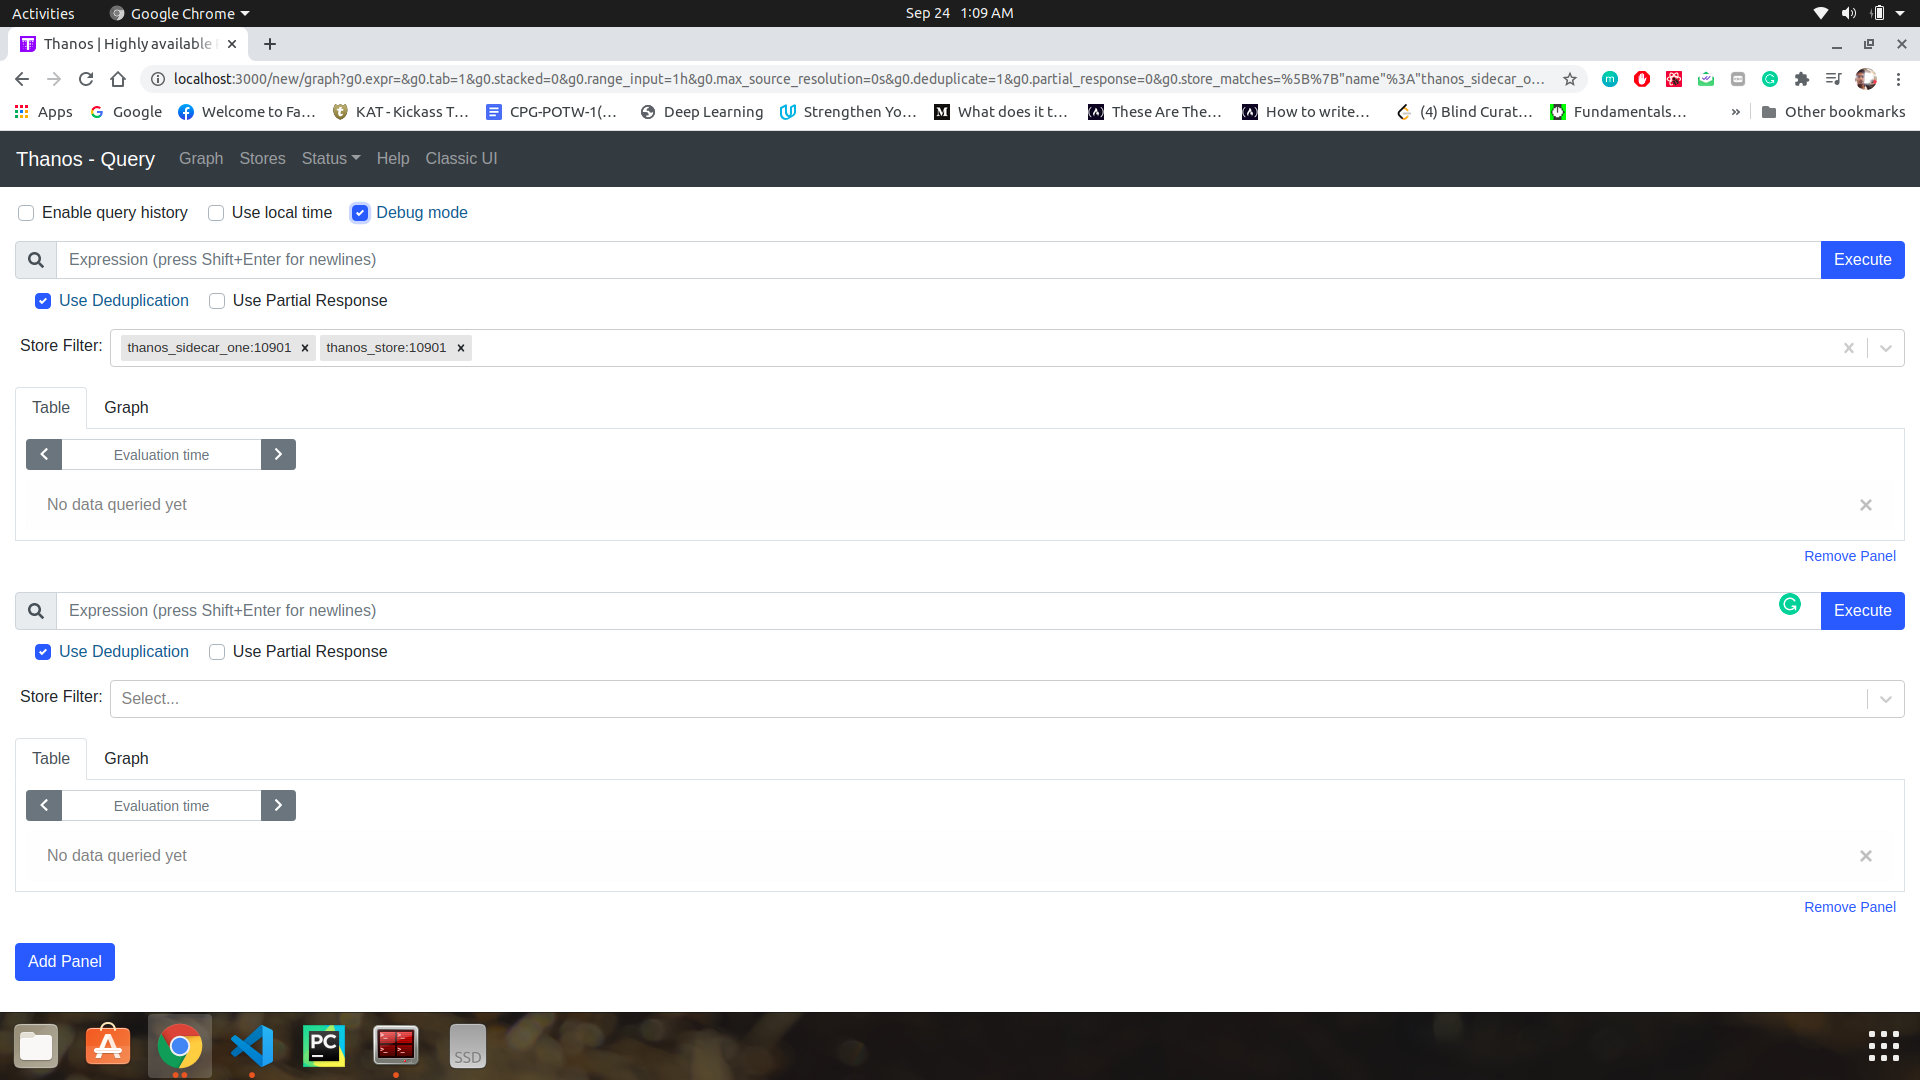 Activities Google Chrome Sep 24 1:09 AM
Thanos | Highly available
localhost:3000/new/graph?g0.expr=&g0.tab=1&g0.stacked=0&g0.range_input=1h&g0.max_source_resolution=0s&g0.deduplicate=1&g0.partial_response=0&g0.store_matches=%5B%7B"name"%3A"thanos_sidecar_o...
Apps Google Welcome to Fa... KAT - Kickass T... CPG-POTW-1(... Deep Learning Strengthen Yo... What does it t... These Are The... How to write... (4) Blind Curat... Fundamentals... » Other bookmarks
Thanos - Query Graph Stores Status Help Classic UI
Enable query history Use local time Debug mode
Expression (press Shift+Enter for newlines) Execute
Use Deduplication Use Partial Response
Store Filter: thanos_sidecar_one:10901 × thanos_store:10901 ×
Table Graph
Evaluation time
No data queried yet ×
Remove Panel
Expression (press Shift+Enter for newlines) Execute
Use Deduplication Use Partial Response
Store Filter: Select...
Table Graph
Evaluation time
No data queried yet ×
Remove Panel
Add Panel
PC
SSD